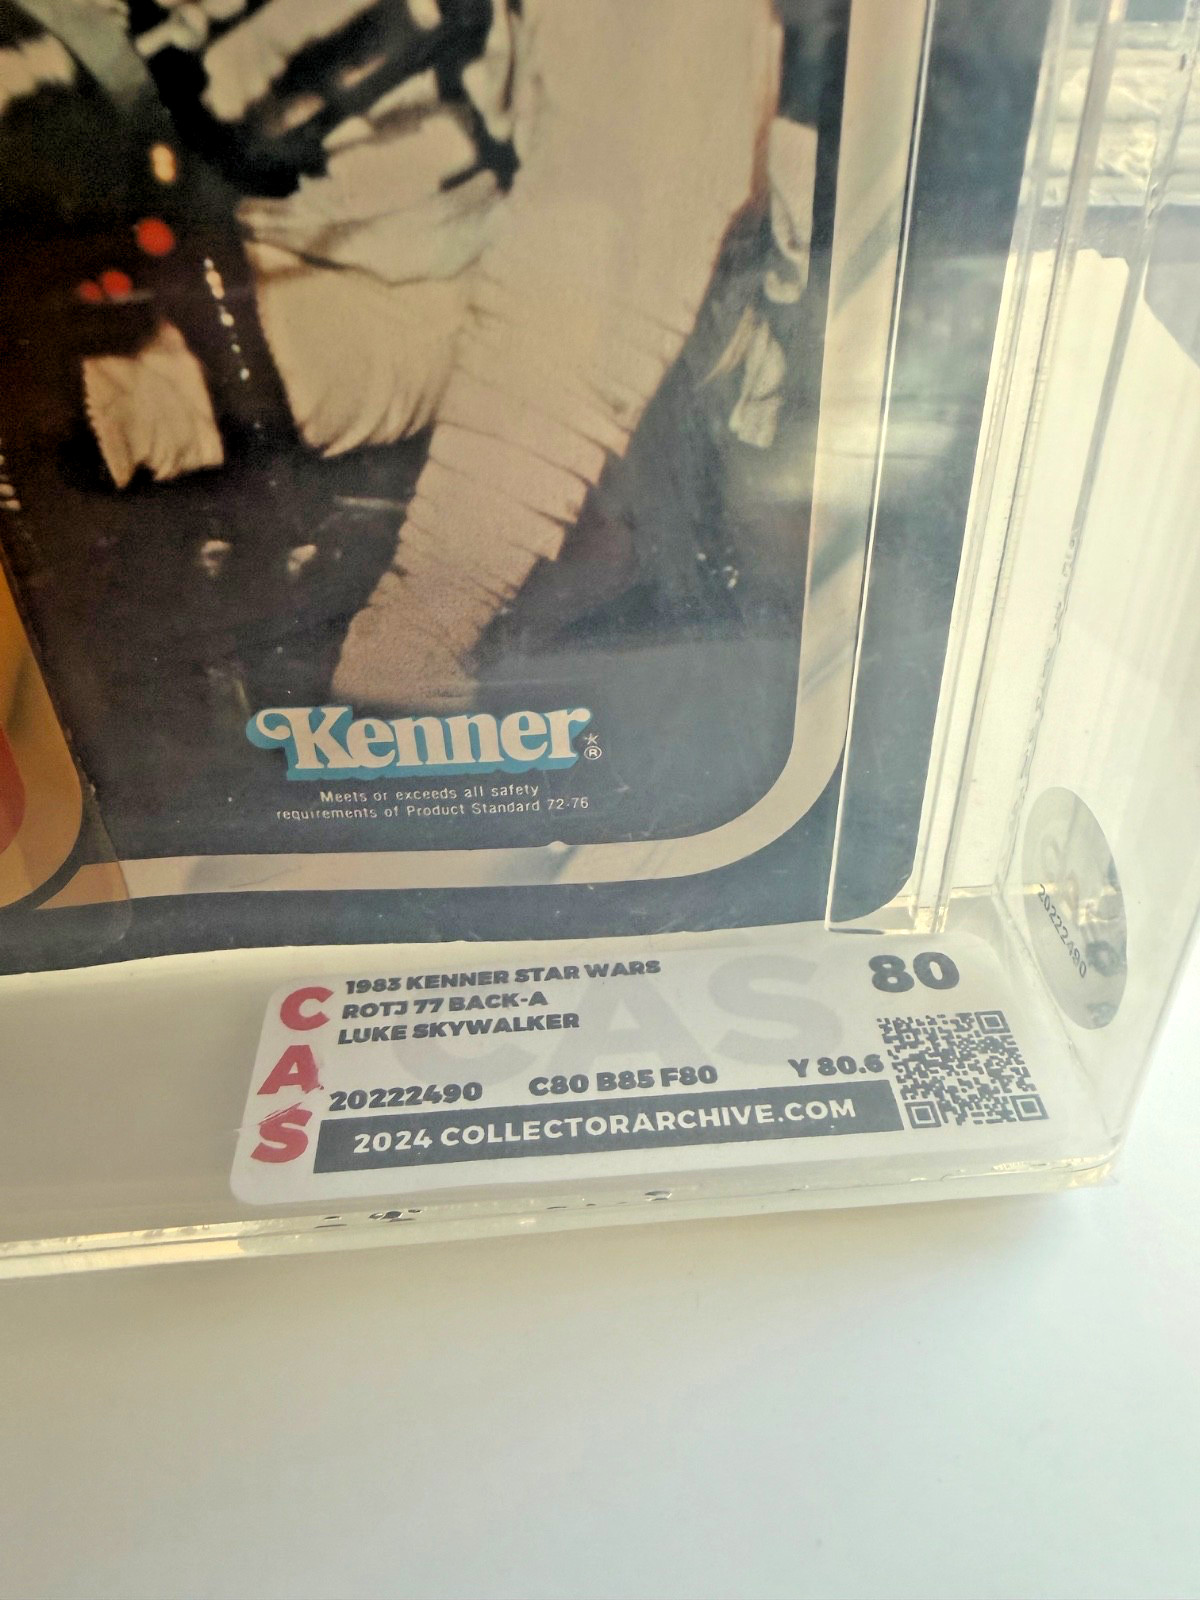 Kenner
®
Meets or exceeds all safety
requirements of Product Standard 72-76
CAS
1983 KENNER STAR WARS
ROTJ 77 BACK-A
LUKE SKYWALKER
80
20222490 C80 B85 F80 Y 80.6
2024 COLLECTORARCHIVE.COM
CAS
20222490